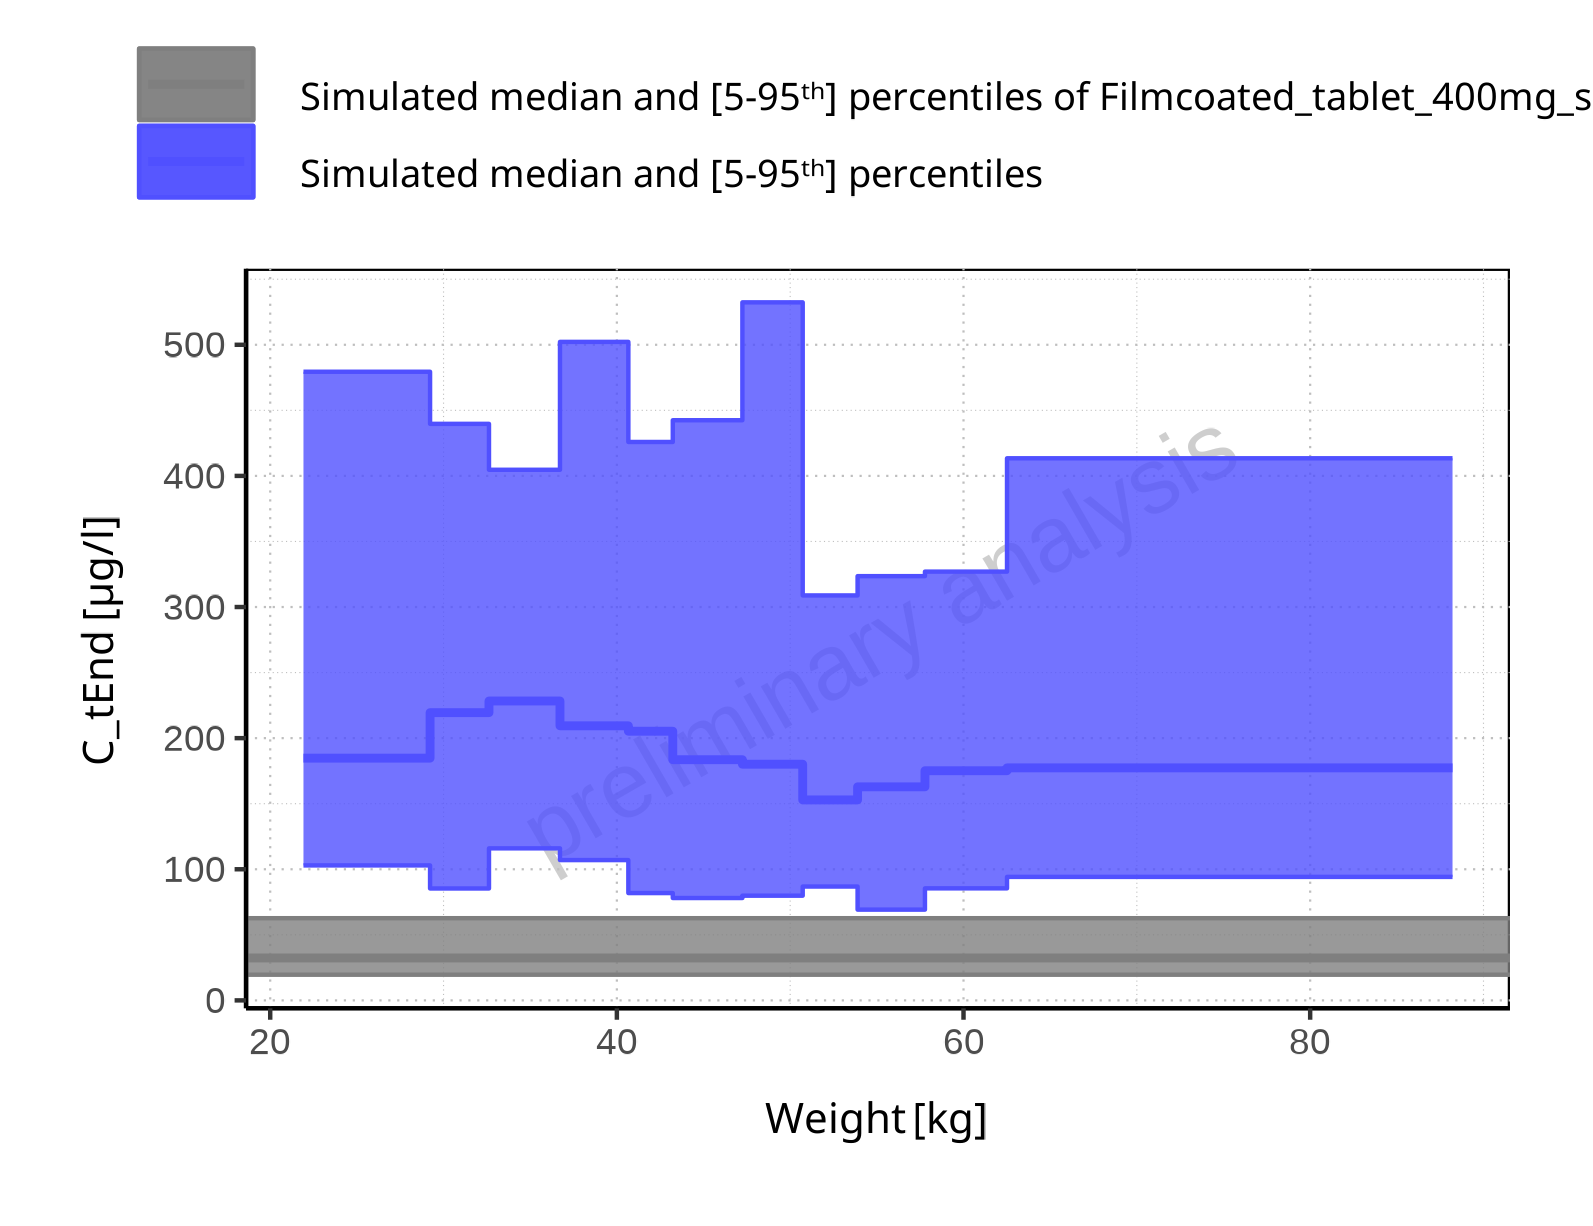 Simulated median and [5-95ᵗʰ] percentiles of Filmcoated_tablet_400mg_s
Simulated median and [5-95ᵗʰ] percentiles
500
400
300
200
100
0
C_tEnd [µg/l]
preliminary analysis
20 40 60 80
Weight [kg]